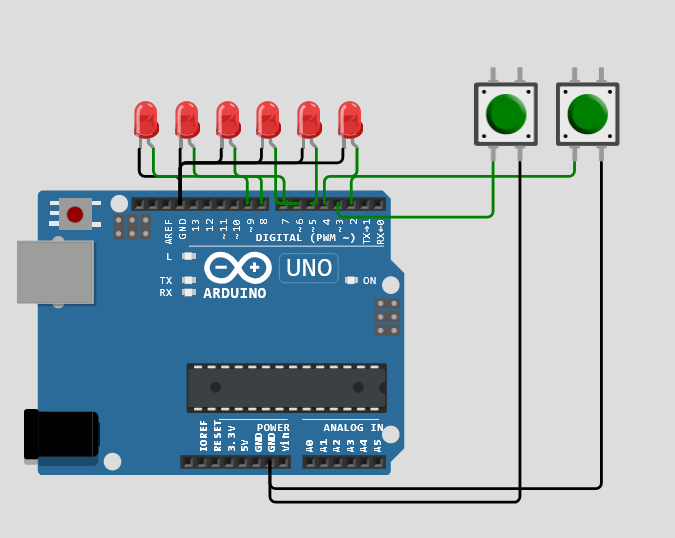 AREF
GND
13
12
~11
~10
~9
8
7
~6
~5
4
~3
2
TX→1
RX←0
DIGITAL (PWM ~)
L
TX
RX
UNO
ON
ARDUINO
POWER
ANALOG IN
IOREF
RESET
3.3V
5V
GND
GND
Vin
A0
A1
A2
A3
A4
A5